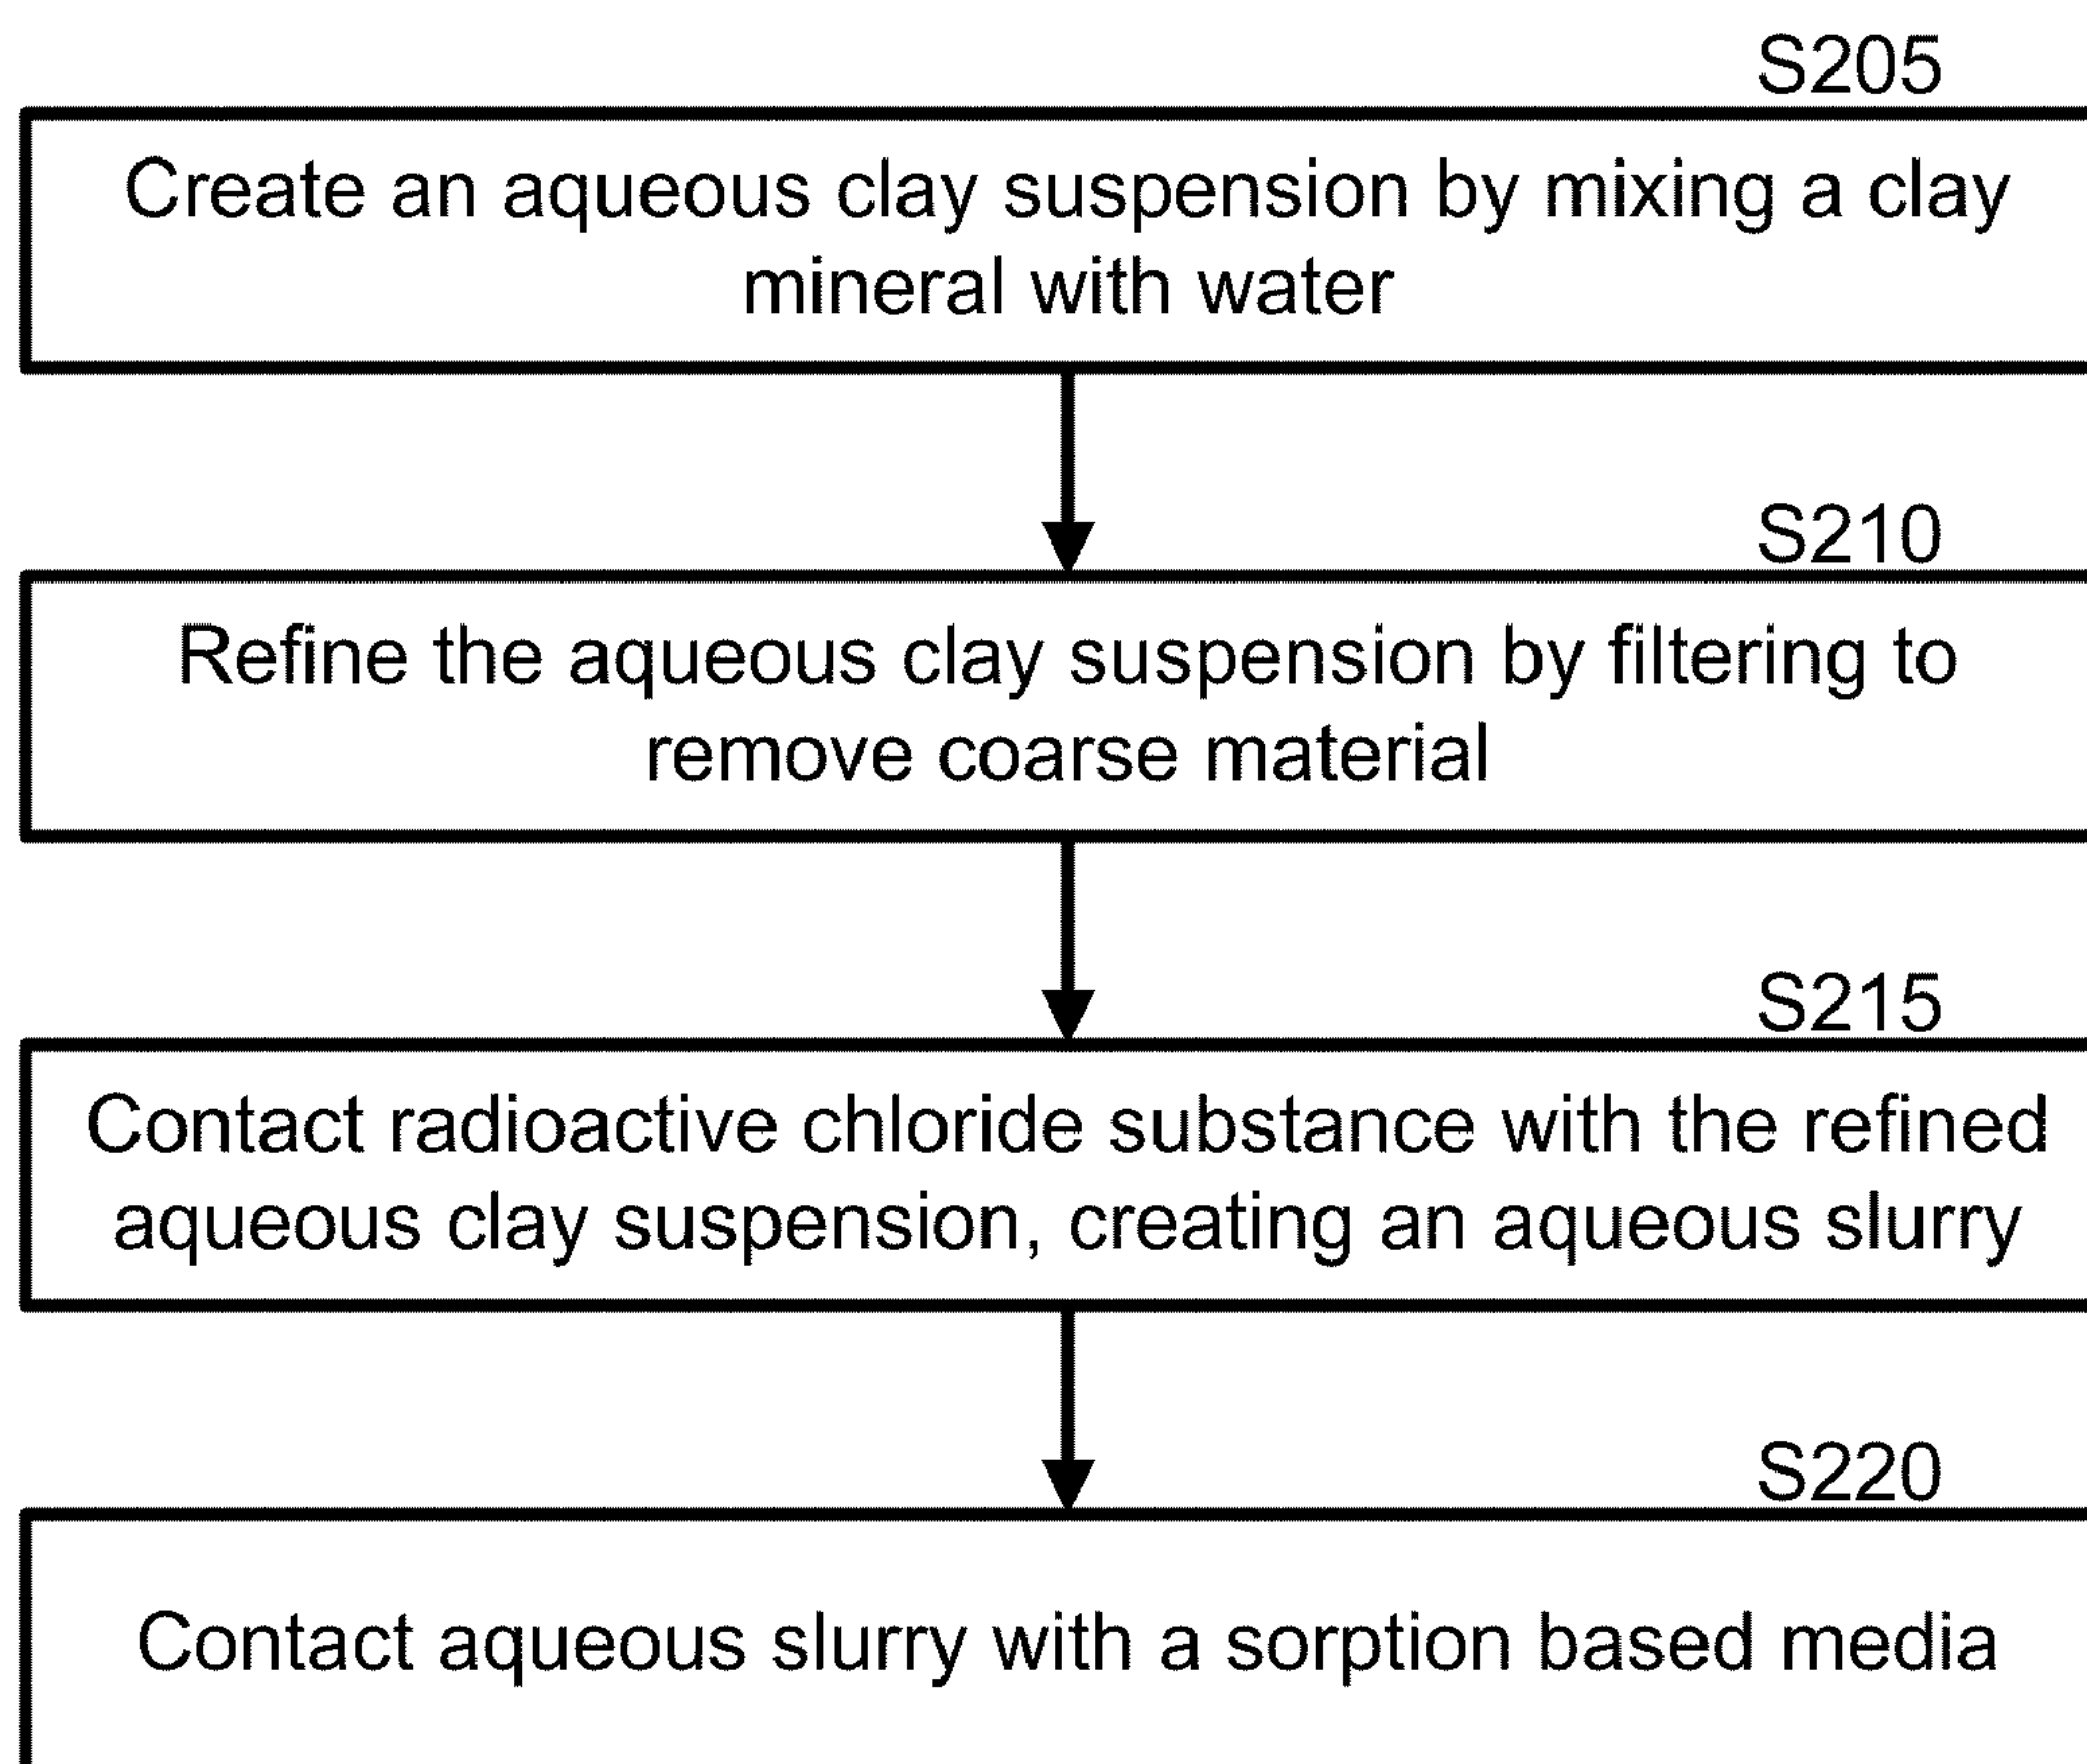 S205
Create an aqueous clay suspension by mixing a clay
mineral with water
S210
Refine the aqueous clay suspension by filtering to
remove coarse material
S215
Contact radioactive chloride substance with the refined
aqueous clay suspension, creating an aqueous slurry
S220
Contact aqueous slurry with a sorption based media